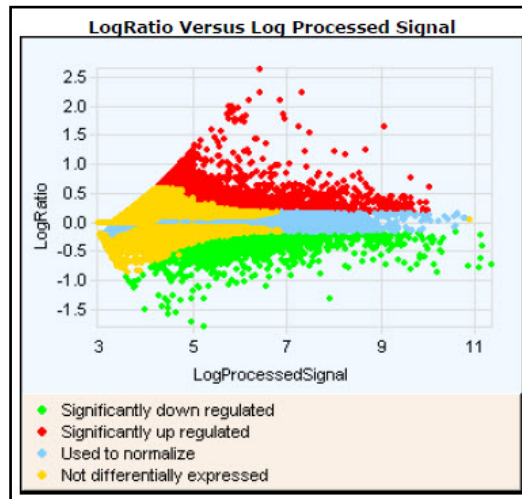 LogRatio Versus Log Processed Signal
2.5
2.0
1.5
1.0
0.5
0.0
-0.5
-1.0
-1.5
LogRatio
3 5 7 9 11
LogProcessedSignal
Significantly down regulated
Significantly up regulated
Used to normalize
Not differentially expressed